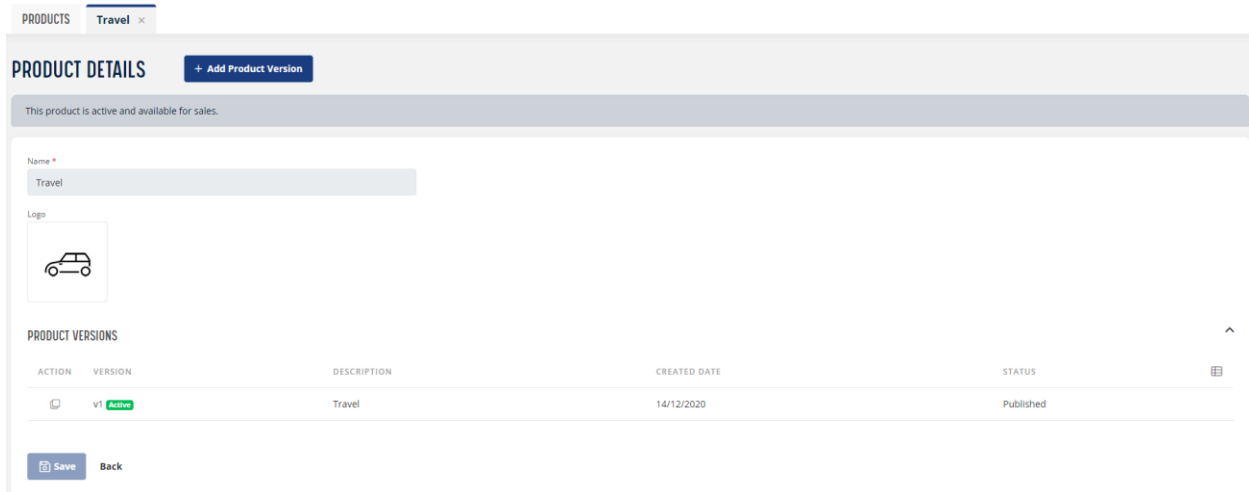 PRODUCTS Travel ×
PRODUCT DETAILS + Add Product Version
This product is active and available for sales.
Name *
Travel
Logo
PRODUCT VERSIONS
ACTION VERSION DESCRIPTION CREATED DATE STATUS
v1 Active Travel 14/12/2020 Published
Save Back